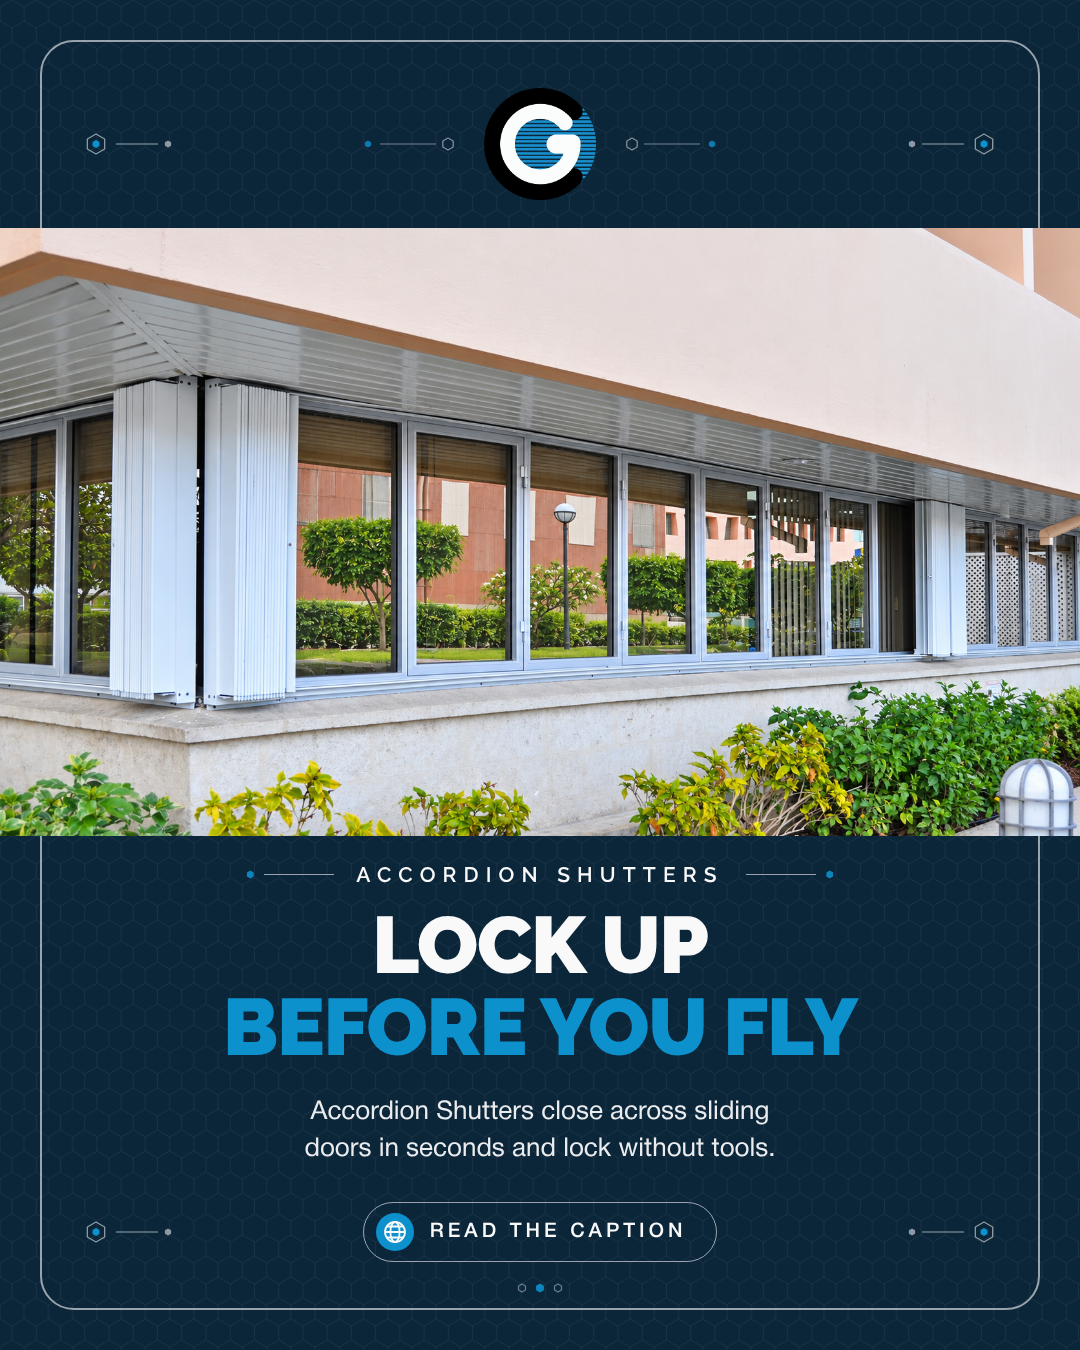 G
ACCORDION SHUTTERS
LOCK UP
BEFORE YOU FLY
Accordion Shutters close across sliding
doors in seconds and lock without tools.
READ THE CAPTION